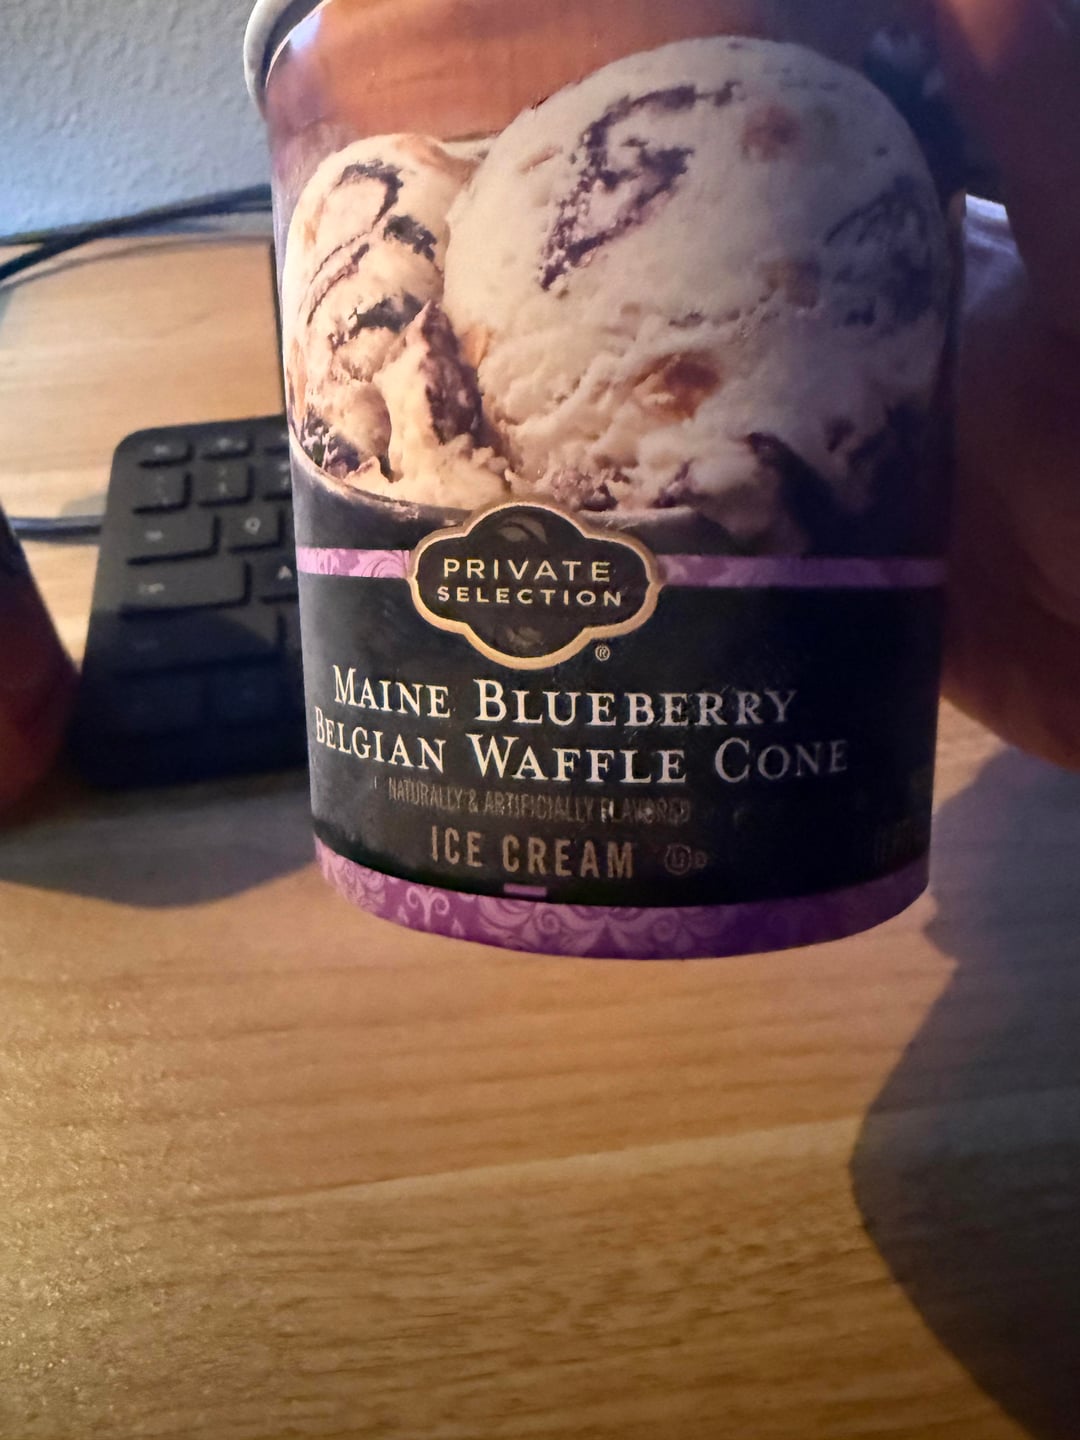 PRIVATE
SELECTION
®
MAINE BLUEBERRY
BELGIAN WAFFLE CONE
NATURALLY & ARTIFICIALLY FLAVORED
ICE CREAM U D
Q
A